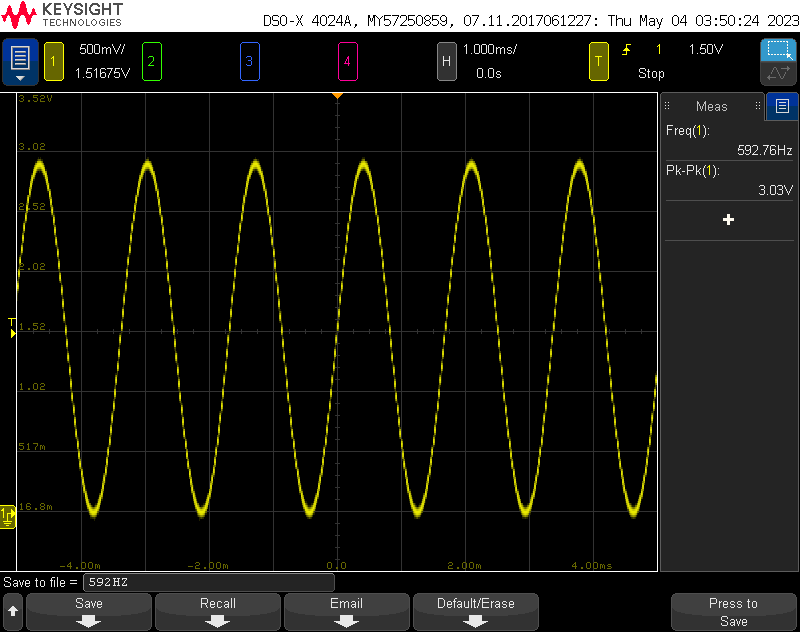 KEYSIGHT
TECHNOLOGIES
DSO-X 4024A, MY57250859, 07.11.2017061227: Thu May 04 03:50:24 2023
1 500mV/ 2 3 4 H 1.000ms/ T 1 1.50V
1.51675V 0.0s Stop
3.52V
3.02
2.52
2.02
T
1.52
1.02
517m
16.8m
1
-4.00m -2.00m 0.0 2.00m 4.00ms
Meas
Freq(1):
592.76Hz
Pk-Pk(1):
3.03V
+
Save to file = 592HZ
Save Recall Email Default/Erase Press to
Save